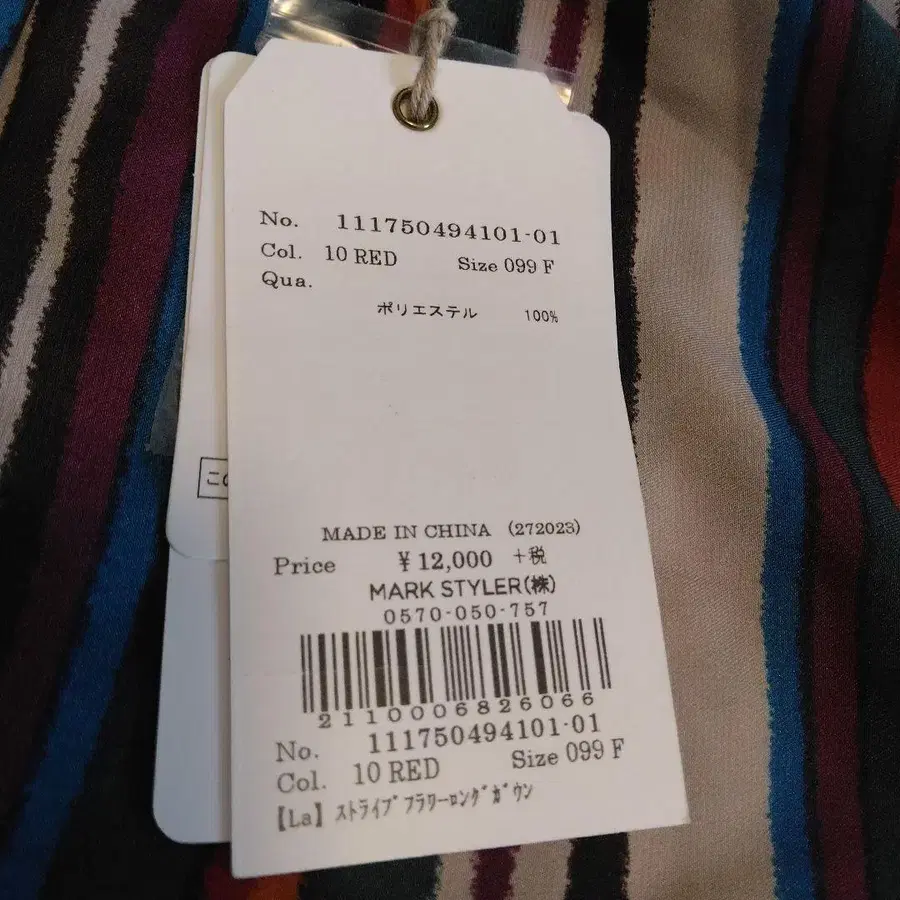 No. 111750494101-01
Col. 10 RED Size 099 F
Qua.
ポリエステル 100%
この
MADE IN CHINA (272023)
Price ¥ 12,000 +税
MARK STYLER(株)
0570-050-757
2110006826066
No. 111750494101-01
Col. 10 RED Size 099 F
【La】ｽﾄﾗｲﾌﾟﾌﾗﾜｰﾛﾝｸﾞｶﾞｳﾝ